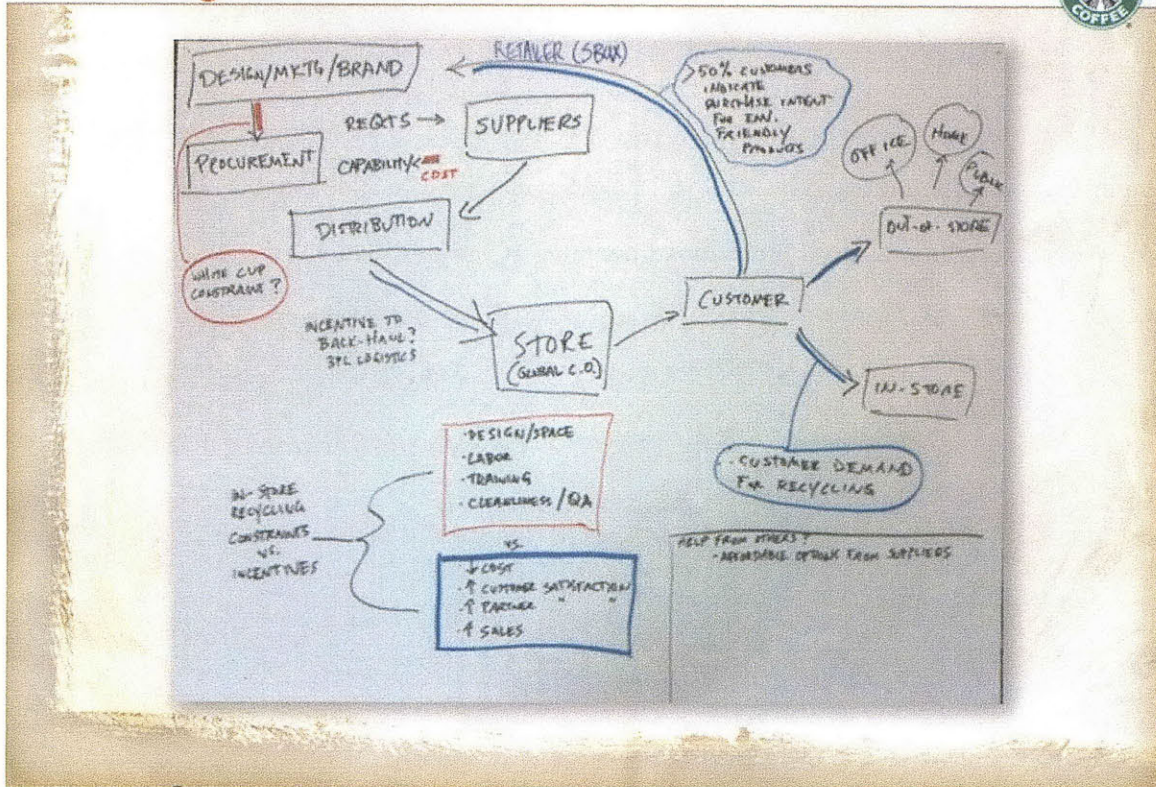 COFFEE
RETAILER (SBUX)
DESIGN/MKTG/BRAND
>50% CUSTOMERS
INDICATE
PURCHASE INTENT
FOR ENV.
FRIENDLY
PRODUCTS
REQTS →
SUPPLIERS
PROCUREMENT
CAPABILITY/
COST
OFFICE
HOME
PUBLIC
DISTRIBUTION
OUT-OF-STORE
WHITE CUP
CONSTRAINT?
CUSTOMER
INCENTIVE TO
BACK-HAUL?
3PL LOGISTICS
STORE
(GLOBAL C.O.)
IN-STORE
·DESIGN/SPACE
·LABOR
·TRAINING
·CLEANLINESS/QA
·CUSTOMER DEMAND
FOR RECYCLING
IN-STORE
RECYCLING
CONSTRAINTS
VS.
INCENTIVES
VS.
↓ COST
·↑ CUSTOMER SATISFACTION
·↑ PARTNER " "
·↑ SALES
HELP FROM OTHERS?
-AFFORDABLE OPTIONS FROM SUPPLIERS